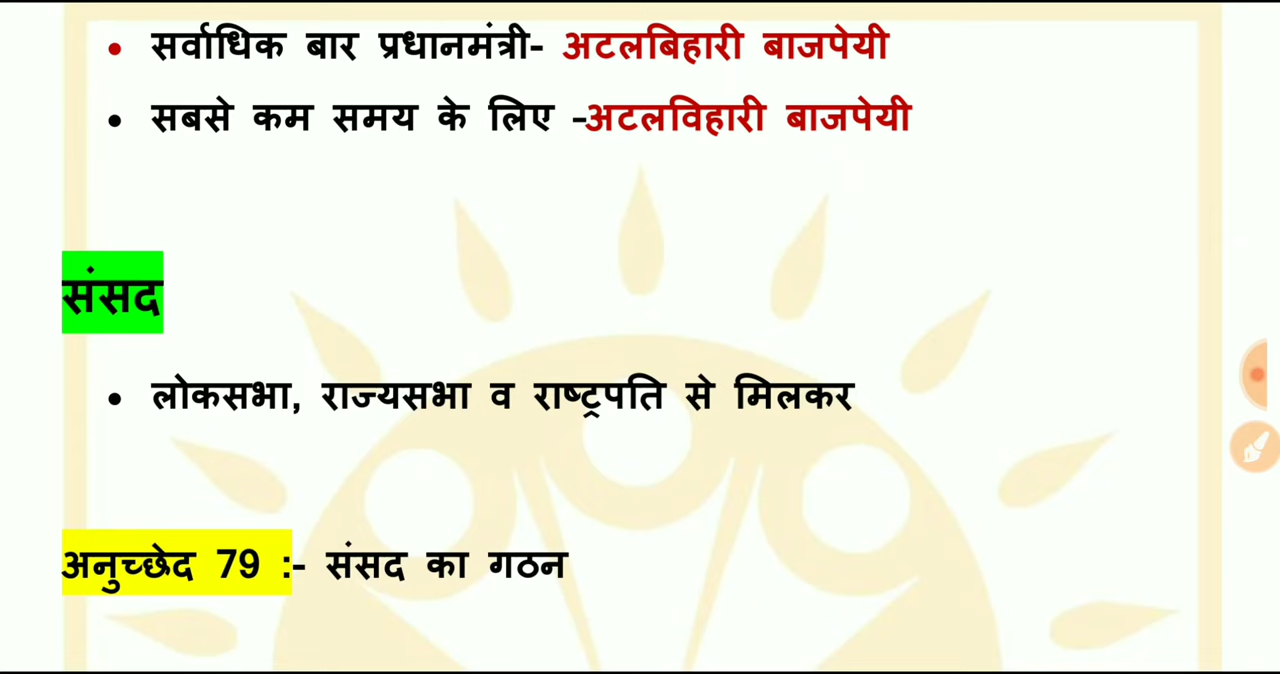 • सर्वाधिक बार प्रधानमंत्री- अटलबिहारी बाजपेयी
• सबसे कम समय के लिए -अटलविहारी बाजपेयी
संसद
• लोकसभा, राज्यसभा व राष्ट्रपति से मिलकर
अनुच्छेद 79 :- संसद का गठन